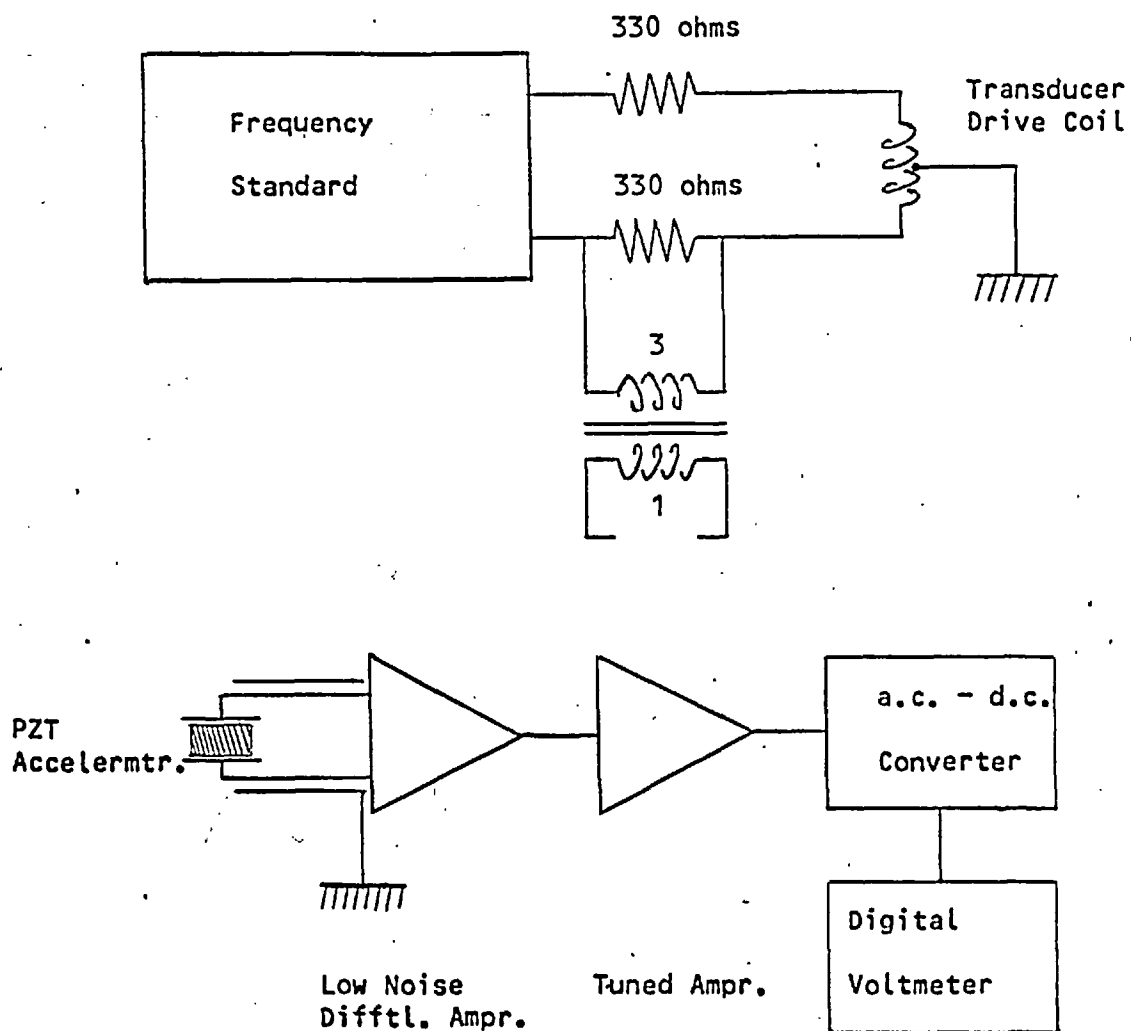 330 ohms
Frequency
Standard
Transducer
Drive Coil
330 ohms
3
1
PZT
Accelermtr.
a.c. - d.c.
Converter
Low Noise
Difftl. Ampr.
Tuned Ampr.
Digital
Voltmeter